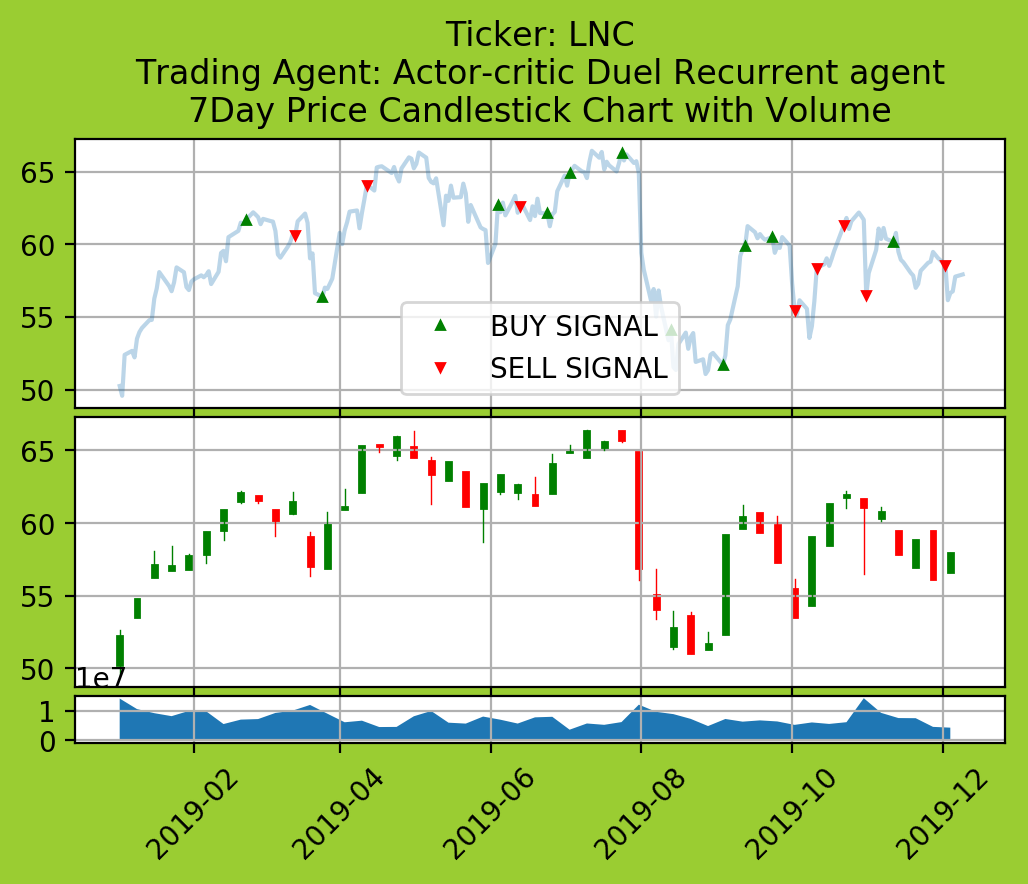 Ticker: LNC
Trading Agent: Actor-critic Duel Recurrent agent
7Day Price Candlestick Chart with Volume
65
60
55
50
BUY SIGNAL
SELL SIGNAL
65
60
55
50
1e7
1
0
2019-02
2019-04
2019-06
2019-08
2019-10
2019-12